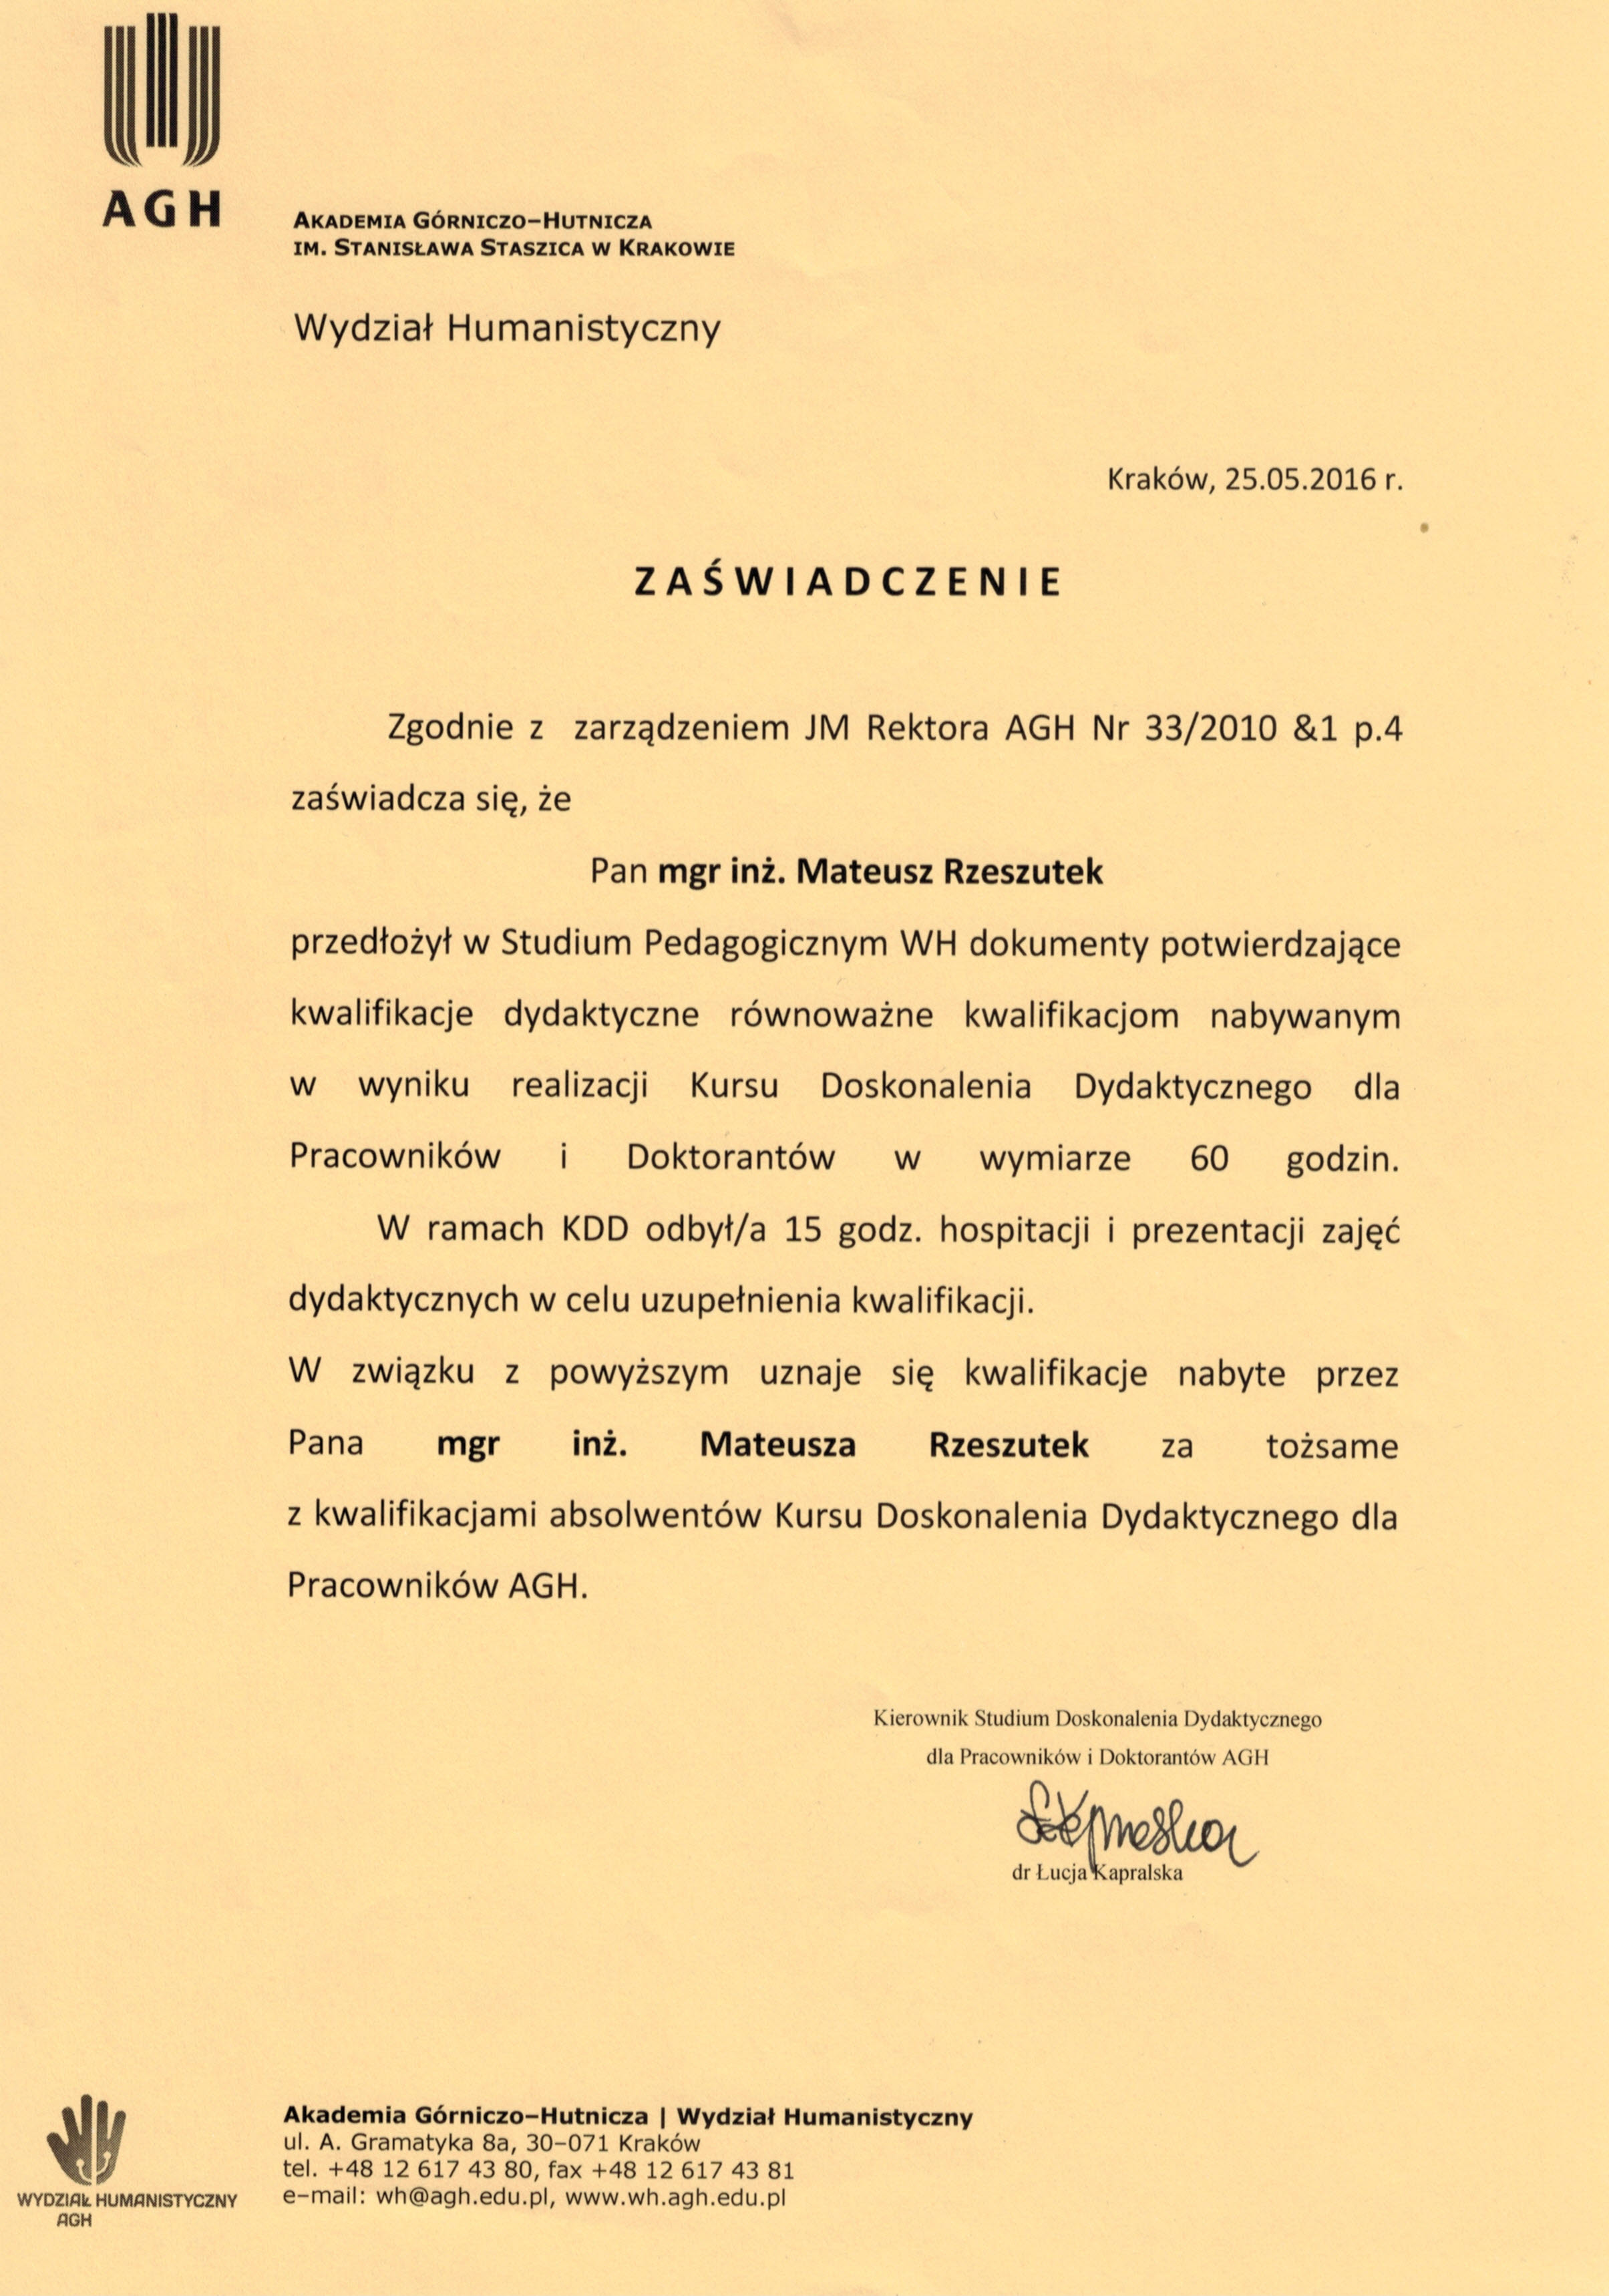 AGH
AKADEMIA GÓRNICZO–HUTNICZA
IM. STANISŁAWA STASZICA W KRAKOWIE
Wydział Humanistyczny
Kraków, 25.05.2016 r.
ZAŚWIADCZENIE
Zgodnie z zarządzeniem JM Rektora AGH Nr 33/2010 &1 p.4
zaświadcza się, że
Pan mgr inż. Mateusz Rzeszutek
przedłożył w Studium Pedagogicznym WH dokumenty potwierdzające
kwalifikacje dydaktyczne równoważne kwalifikacjom nabywanym
w wyniku realizacji Kursu Doskonalenia Dydaktycznego dla
Pracowników i Doktorantów w wymiarze 60 godzin.
W ramach KDD odbył/a 15 godz. hospitacji i prezentacji zajęć
dydaktycznych w celu uzupełnienia kwalifikacji.
W związku z powyższym uznaje się kwalifikacje nabyte przez
Pana mgr inż. Mateusza Rzeszutek za tożsame
z kwalifikacjami absolwentów Kursu Doskonalenia Dydaktycznego dla
Pracowników AGH.
Kierownik Studium Doskonalenia Dydaktycznego
dla Pracowników i Doktorantów AGH
dr Łucja Kapralska
Akademia Górniczo–Hutnicza | Wydział Humanistyczny
ul. A. Gramatyka 8a, 30–071 Kraków
tel. +48 12 617 43 80, fax +48 12 617 43 81
e–mail: wh@agh.edu.pl, www.wh.agh.edu.pl
WYDZIAŁ HUMANISTYCZNY
AGH